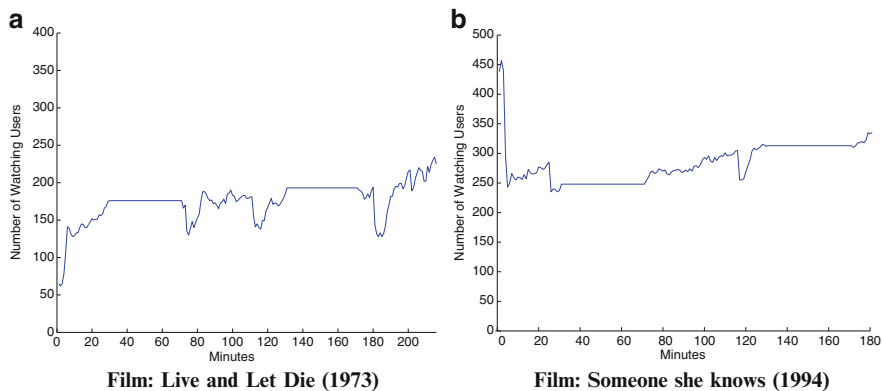 a
400
350
300
250
200
150
100
50
0
Number of Watching Users
0 20 40 60 80 100 120 140 160 180 200
Minutes
Film: Live and Let Die (1973)
b
500
450
400
350
300
250
200
150
100
50
0
Number of Watching Users
0 20 40 60 80 100 120 140 160 180
Minutes
Film: Someone she knows (1994)